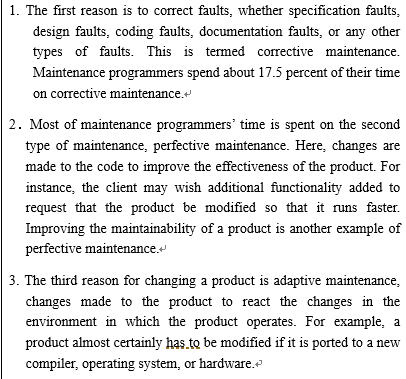 1. The first reason is to correct faults, whether specification faults,
design faults, coding faults, documentation faults, or any other
types of faults. This is termed corrective maintenance.
Maintenance programmers spend about 17.5 percent of their time
on corrective maintenance.↵
2. Most of maintenance programmers’ time is spent on the second
type of maintenance, perfective maintenance. Here, changes are
made to the code to improve the effectiveness of the product. For
instance, the client may wish additional functionality added to
request that the product be modified so that it runs faster.
Improving the maintainability of a product is another example of
perfective maintenance.↵
3. The third reason for changing a product is adaptive maintenance,
changes made to the product to react the changes in the
environment in which the product operates. For example, a
product almost certainly has to be modified if it is ported to a new
compiler, operating system, or hardware.↵